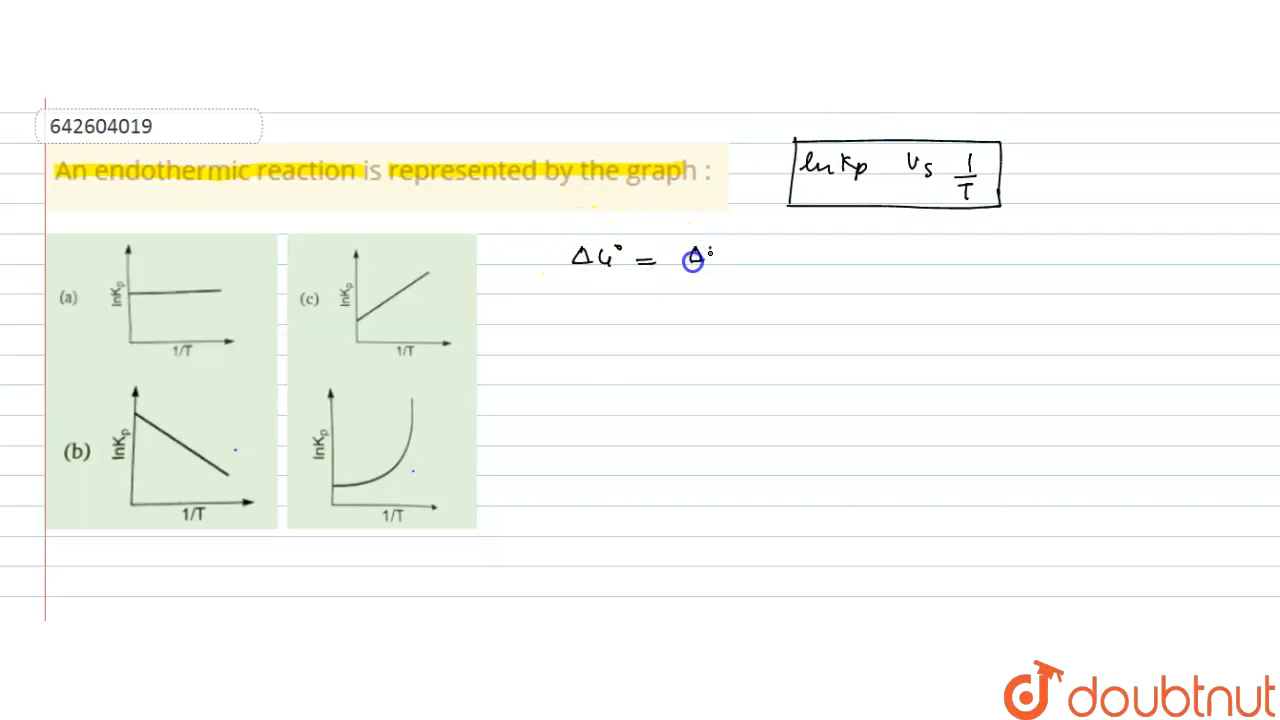 642604019
An endothermic reaction is represented by the graph :
ln Kp Vs 1/T
ΔG° = Δ°
(a)
lnKp
1/T
(c)
lnKp
1/T
(b)
lnKp
1/T
lnKp
1/T
doubtnut